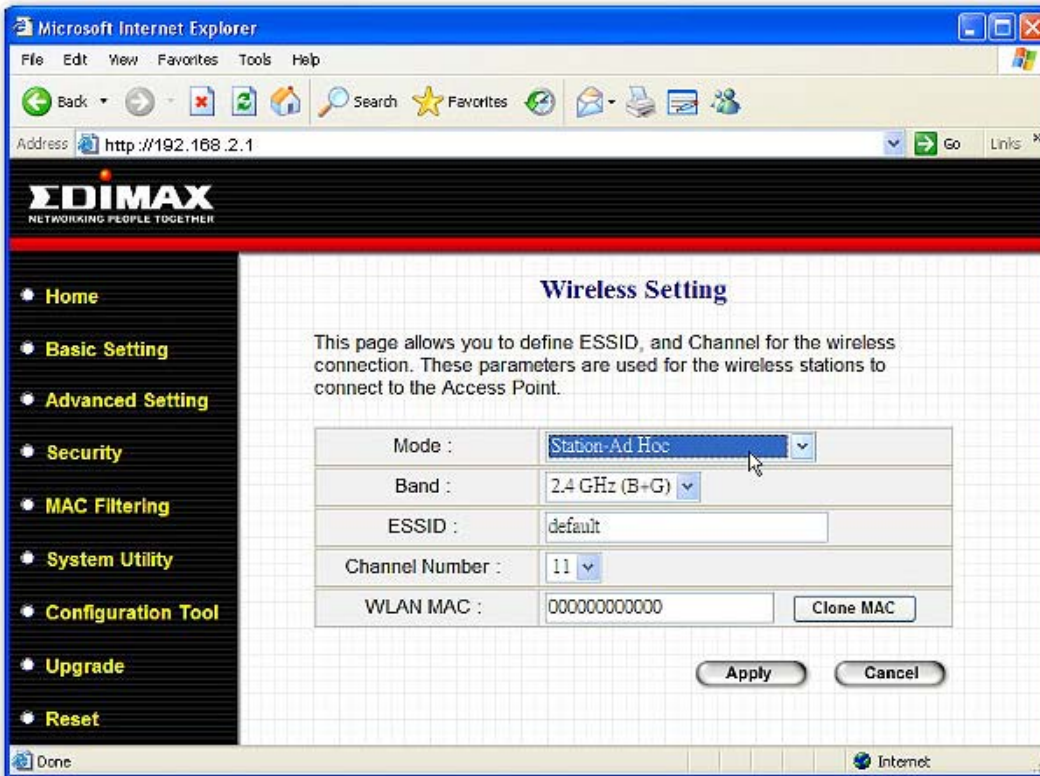 Microsoft Internet Explorer
File Edit View Favorites Tools Help
Back Search Favorites
Address http://192.168.2.1 Go Links »
EDIMAX
NETWORKING PEOPLE TOGETHER
Home
Basic Setting
Advanced Setting
Security
MAC Filtering
System Utility
Configuration Tool
Upgrade
Reset
Wireless Setting
This page allows you to define ESSID, and Channel for the wireless
connection. These parameters are used for the wireless stations to
connect to the Access Point.
Mode : Station-Ad Hoc
Band : 2.4 GHz (B+G)
ESSID : default
Channel Number : 11
WLAN MAC : 000000000000 Clone MAC
Apply Cancel
Done Internet